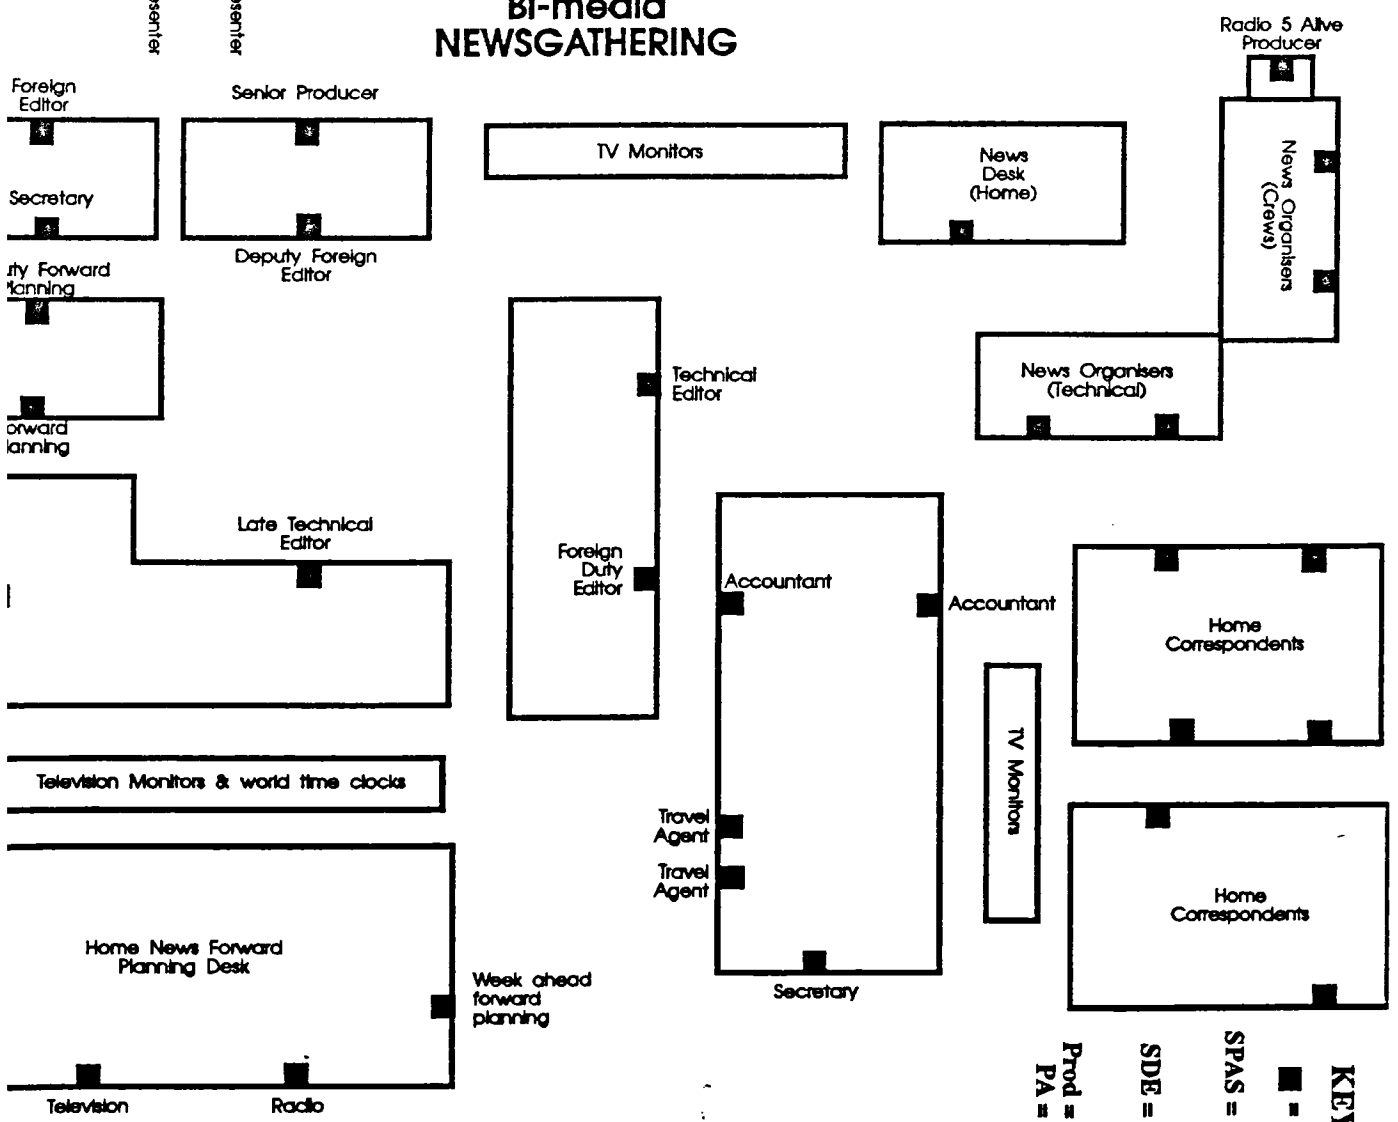 Bi-media
NEWSGATHERING
Radio 5 Alive
Producer
Foreign
Editor
Senior Producer
TV Monitors
News
Desk
(Home)
News Organisers
(Crews)
Secretary
Deputy Foreign
Editor
Forward
Technical
Editor
News Organisers
(Technical)
Late Technical
Editor
Foreign
Duty
Editor
Accountant
Accountant
Home
Correspondents
TV Monitors
Television Monitors & world time clocks
Travel
Agent
Travel
Agent
Home
Correspondents
Home News Forward
Planning Desk
Week ahead
forward
planning
Secretary
Television
Radio
KEY
=
SPAS =
SDE =
Prod =
PA =